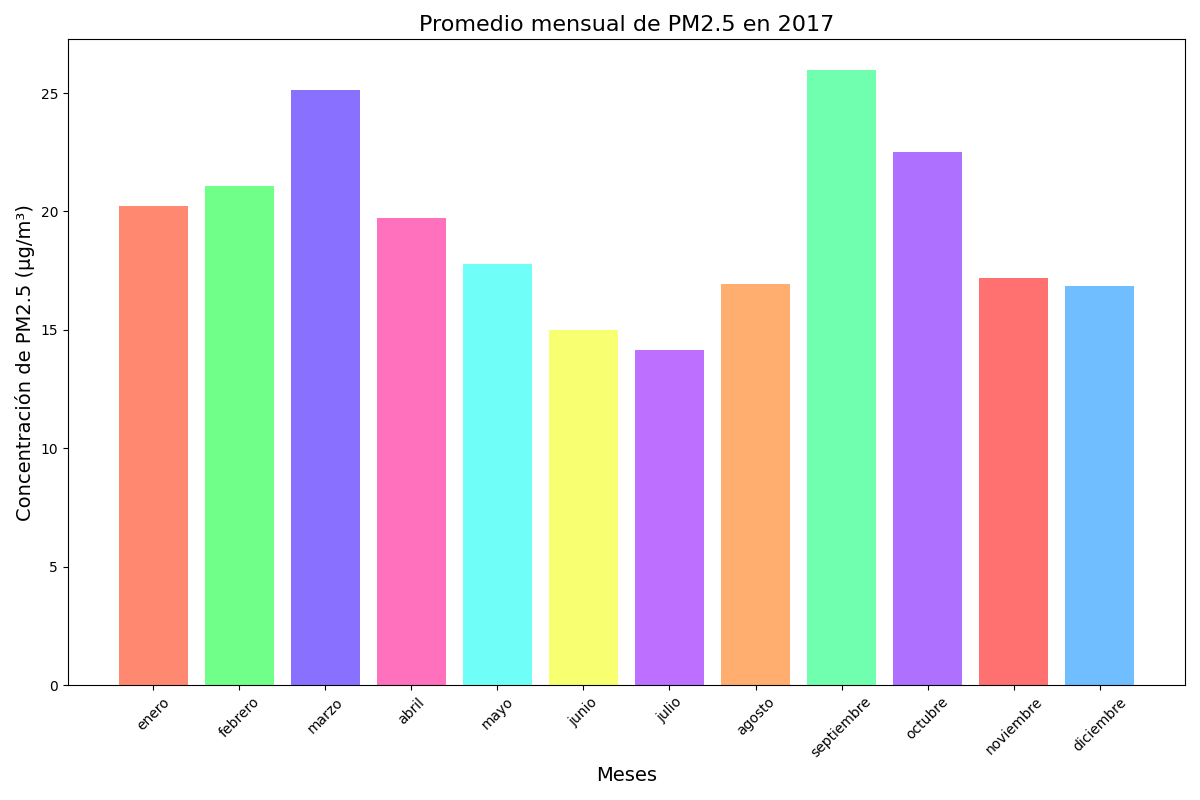 Promedio mensual de PM2.5 en 2017
Concentración de PM2.5 (µg/m³)
25
20
15
10
5
0
enero
febrero
marzo
abril
mayo
junio
julio
agosto
septiembre
octubre
noviembre
diciembre
Meses